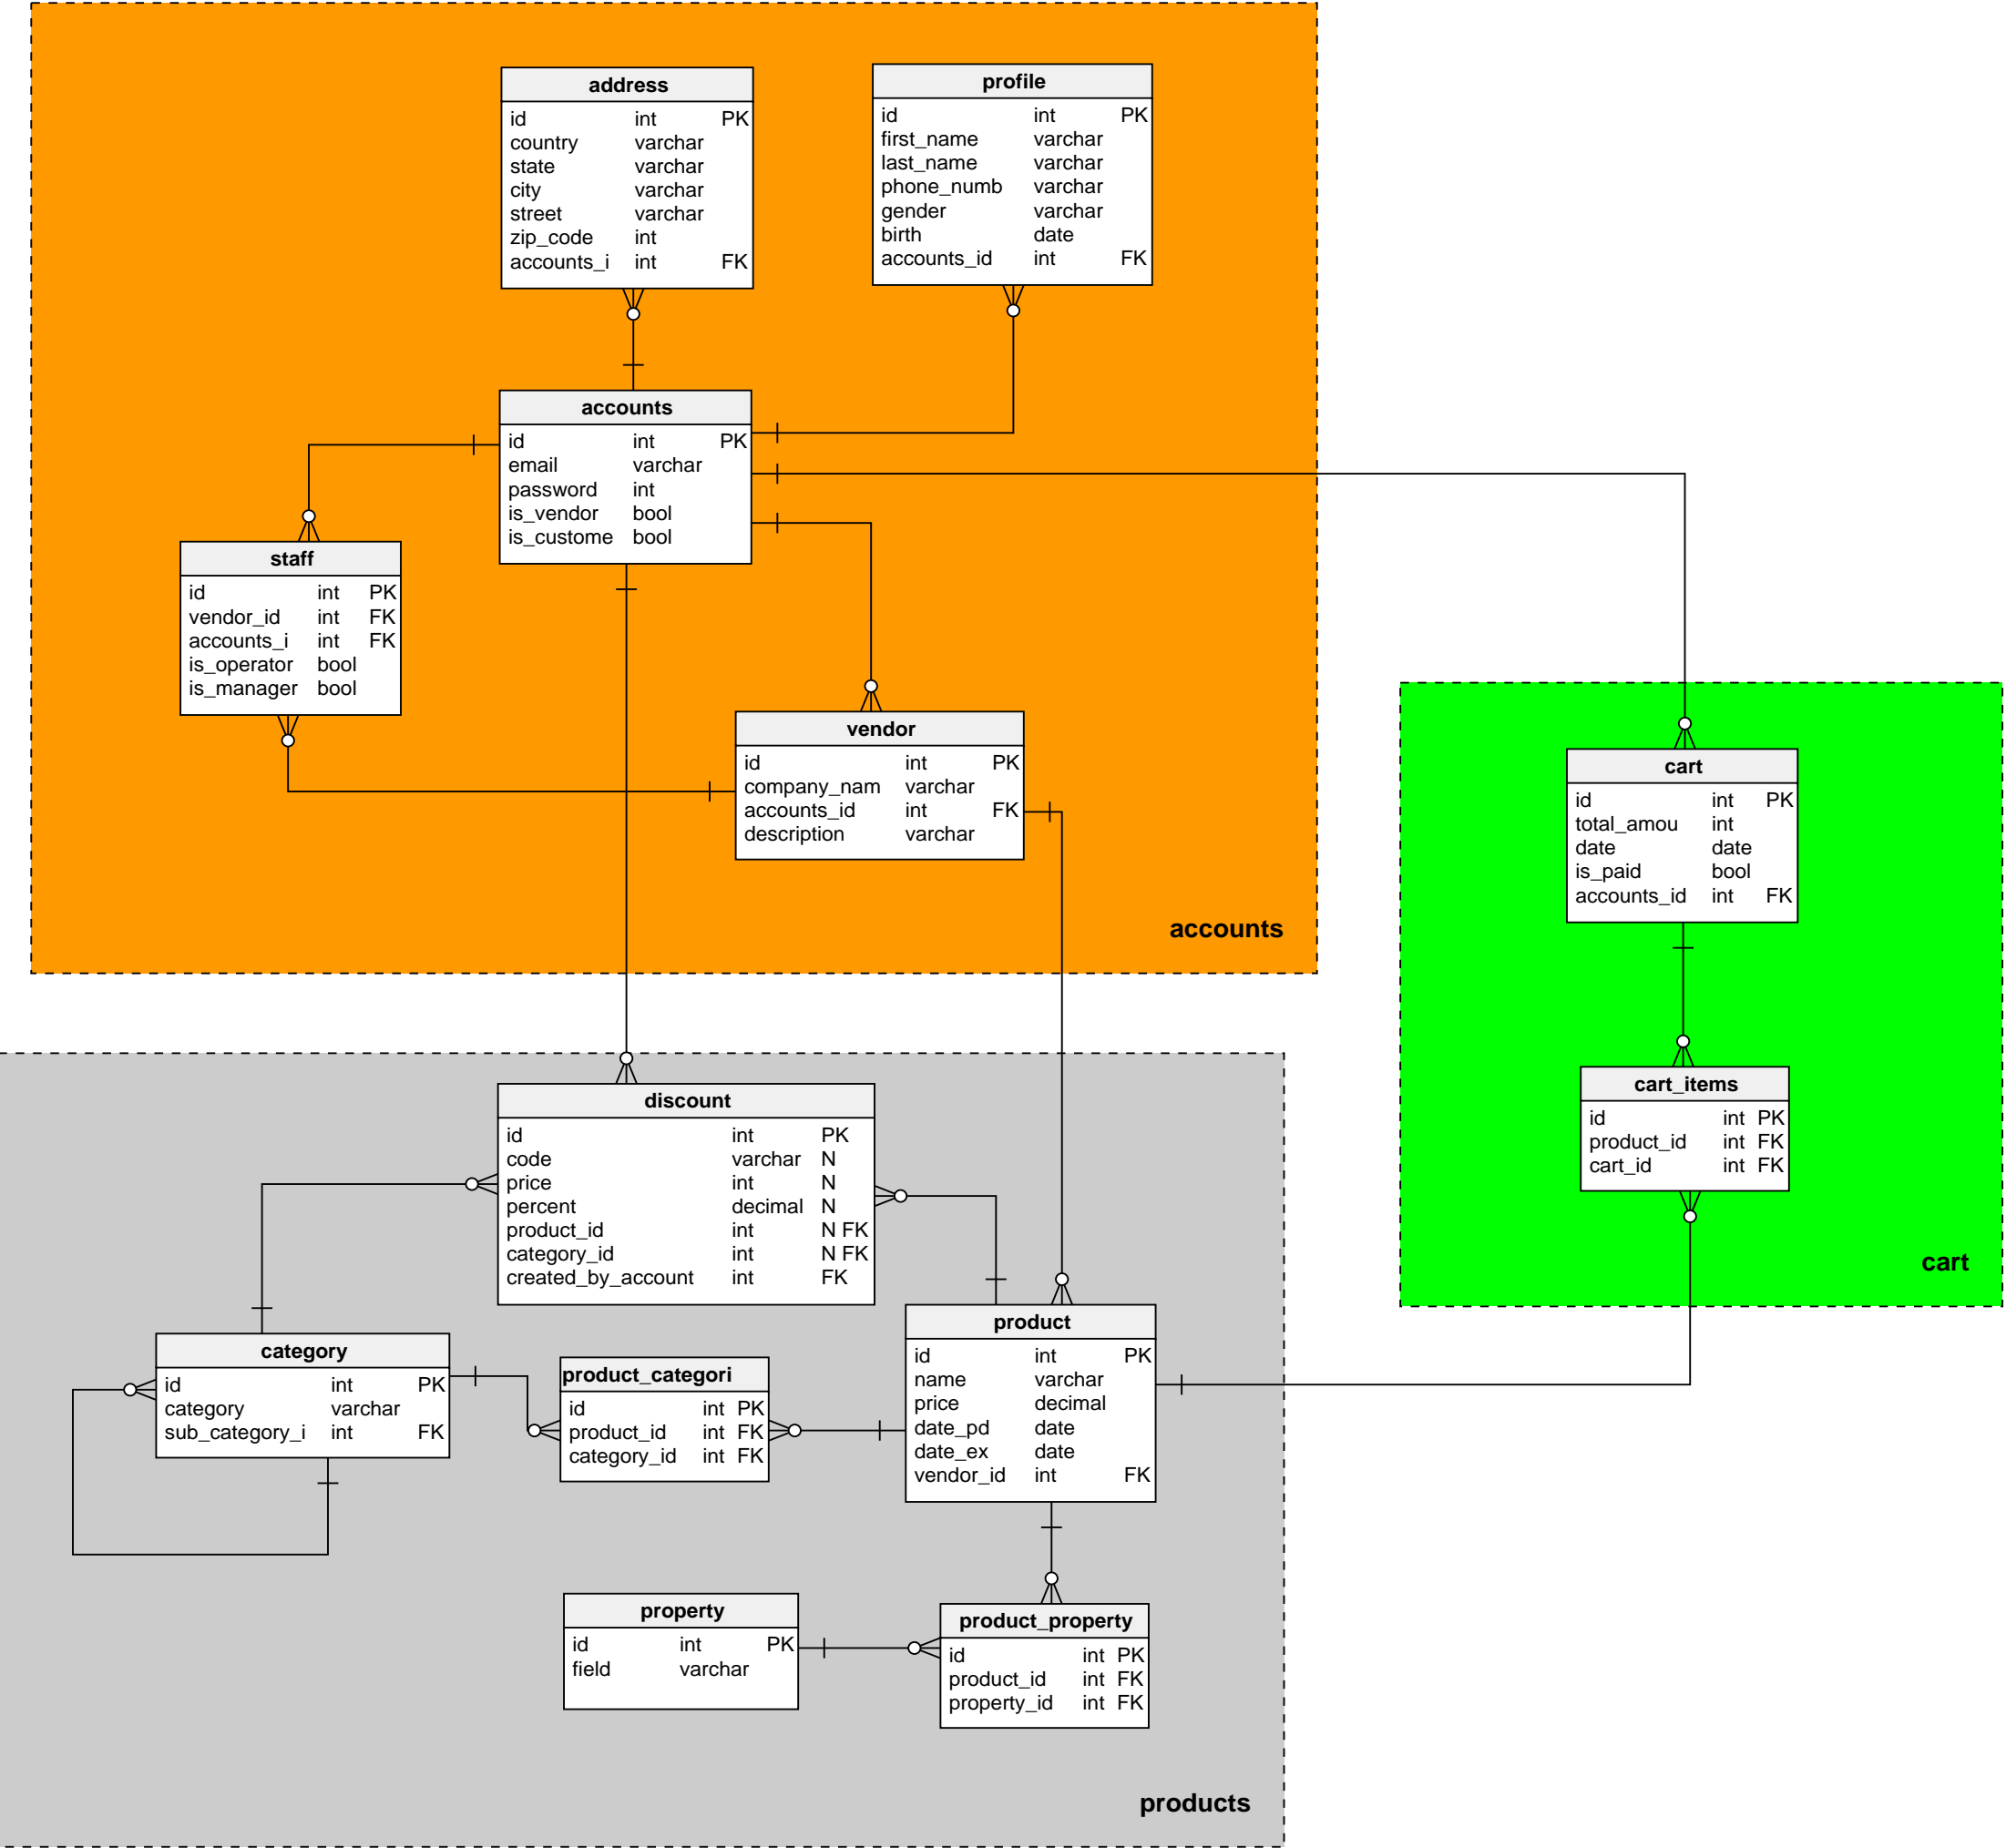 address
id int PK
country varchar
state varchar
city varchar
street varchar
zip_code int
accounts_i int FK
profile
id int PK
first_name varchar
last_name varchar
phone_numb varchar
gender varchar
birth date
accounts_id int FK
accounts
id int PK
email varchar
password int
is_vendor bool
is_custome bool
staff
id int PK
vendor_id int FK
accounts_i int FK
is_operator bool
is_manager bool
vendor
id int PK
company_nam varchar
accounts_id int FK
description varchar
accounts
cart
id int PK
total_amou int
date date
is_paid bool
accounts_id int FK
cart_items
id int PK
product_id int FK
cart_id int FK
cart
discount
id int PK
code varchar N
price int N
percent decimal N
product_id int N FK
category_id int N FK
created_by_account int FK
category
id int PK
category varchar
sub_category_i int FK
product_categori
id int PK
product_id int FK
category_id int FK
product
id int PK
name varchar
price decimal
date_pd date
date_ex date
vendor_id int FK
property
id int PK
field varchar
product_property
id int PK
product_id int FK
property_id int FK
products